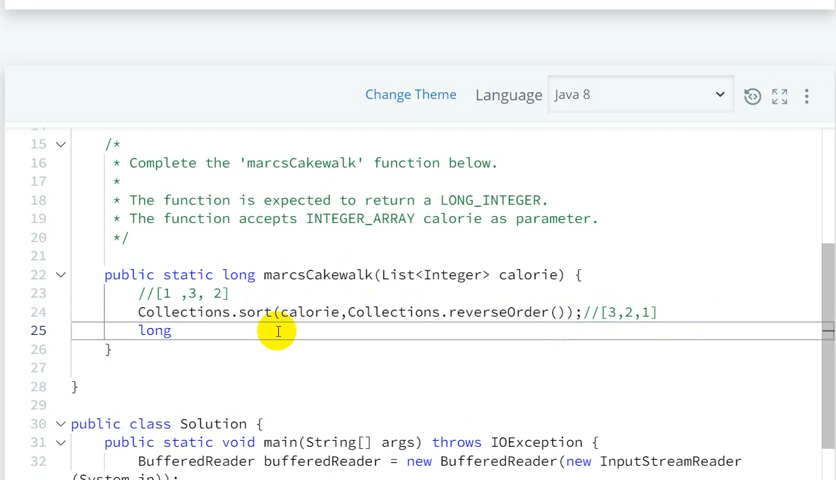 Change Theme Language Java 8
15 /*
16 * Complete the 'marcsCakewalk' function below.
17 *
18 * The function is expected to return a LONG_INTEGER.
19 * The function accepts INTEGER_ARRAY calorie as parameter.
20 */
21
22 public static long marcsCakewalk(List<Integer> calorie) {
23 //[1 ,3, 2]
24 Collections.sort(calorie,Collections.reverseOrder());//[3,2,1]
25 long
26 }
27
28 }
29
30 public class Solution {
31 public static void main(String[] args) throws IOException {
32 BufferedReader bufferedReader = new BufferedReader(new InputStreamReader
(System.in));